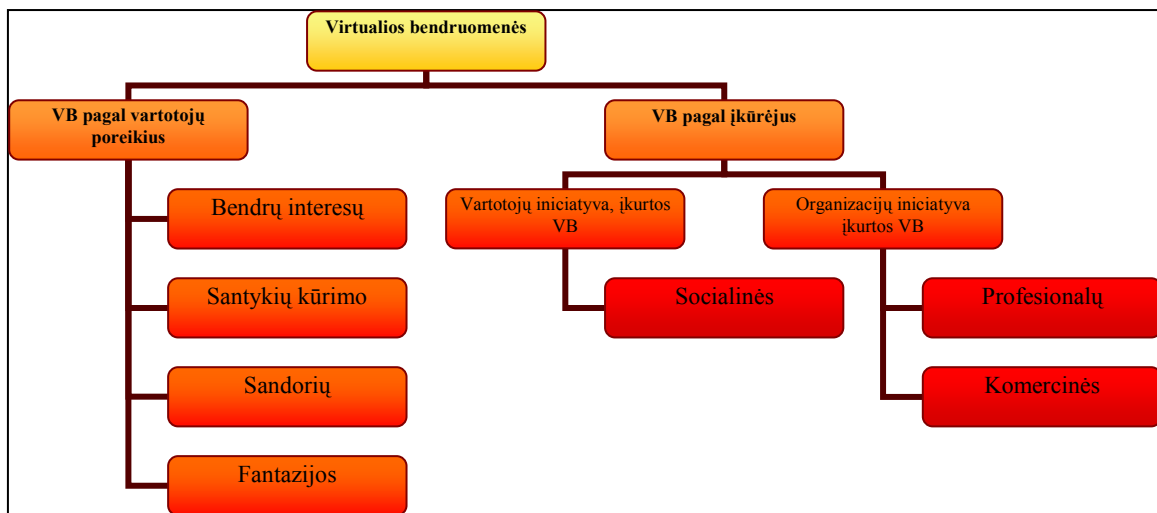 Virtualios bendruomenės
VB pagal vartotojų
poreikius
VB pagal įkūrėjus
Bendrų interesų
Santykių kūrimo
Sandorių
Fantazijos
Vartotojų iniciatyva, įkurtos
VB
Socialinės
Organizacijų iniciatyva
įkurtos VB
Profesionalų
Komercinės